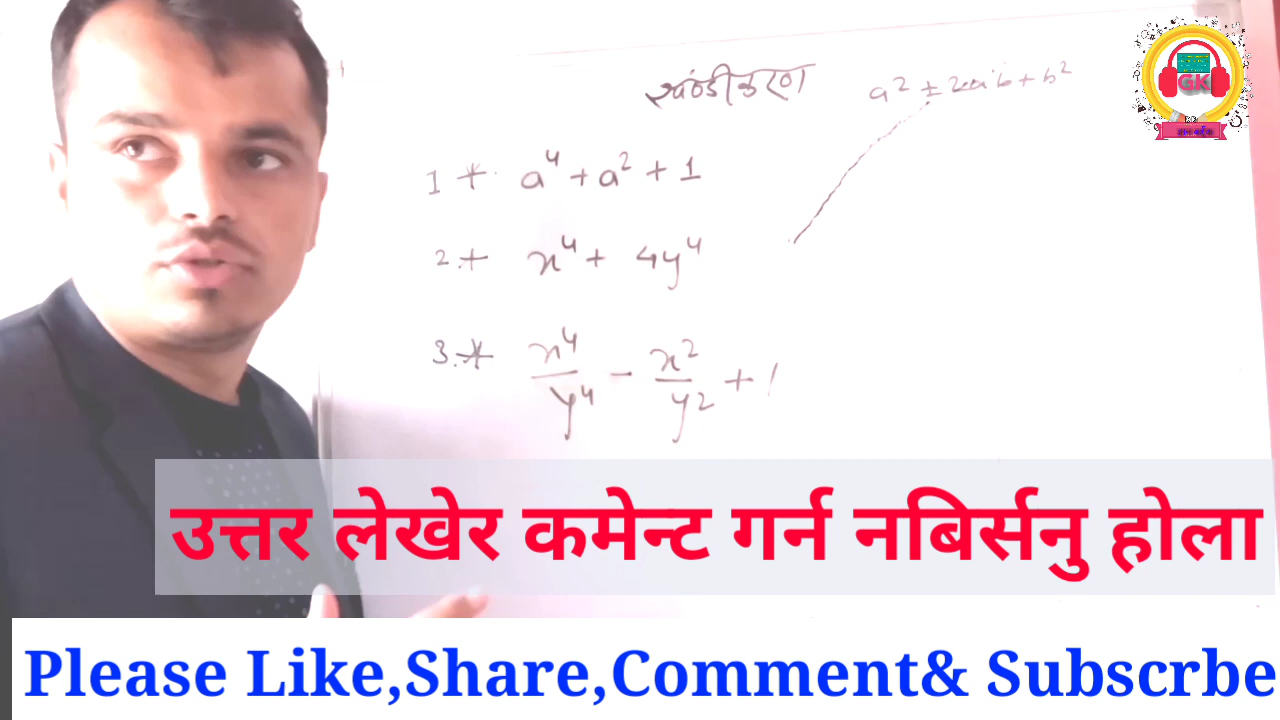 खण्डीकरण
a² ± 2ab + b²
1 * a⁴ + a² + 1
2. + x⁴ + 4y⁴
3. * x⁴/y⁴ - x²/y² + 1
GK
उत्तर लेखेर कमेन्ट गर्न नबिर्सनु होला
Please Like,Share,Comment& Subscrbe